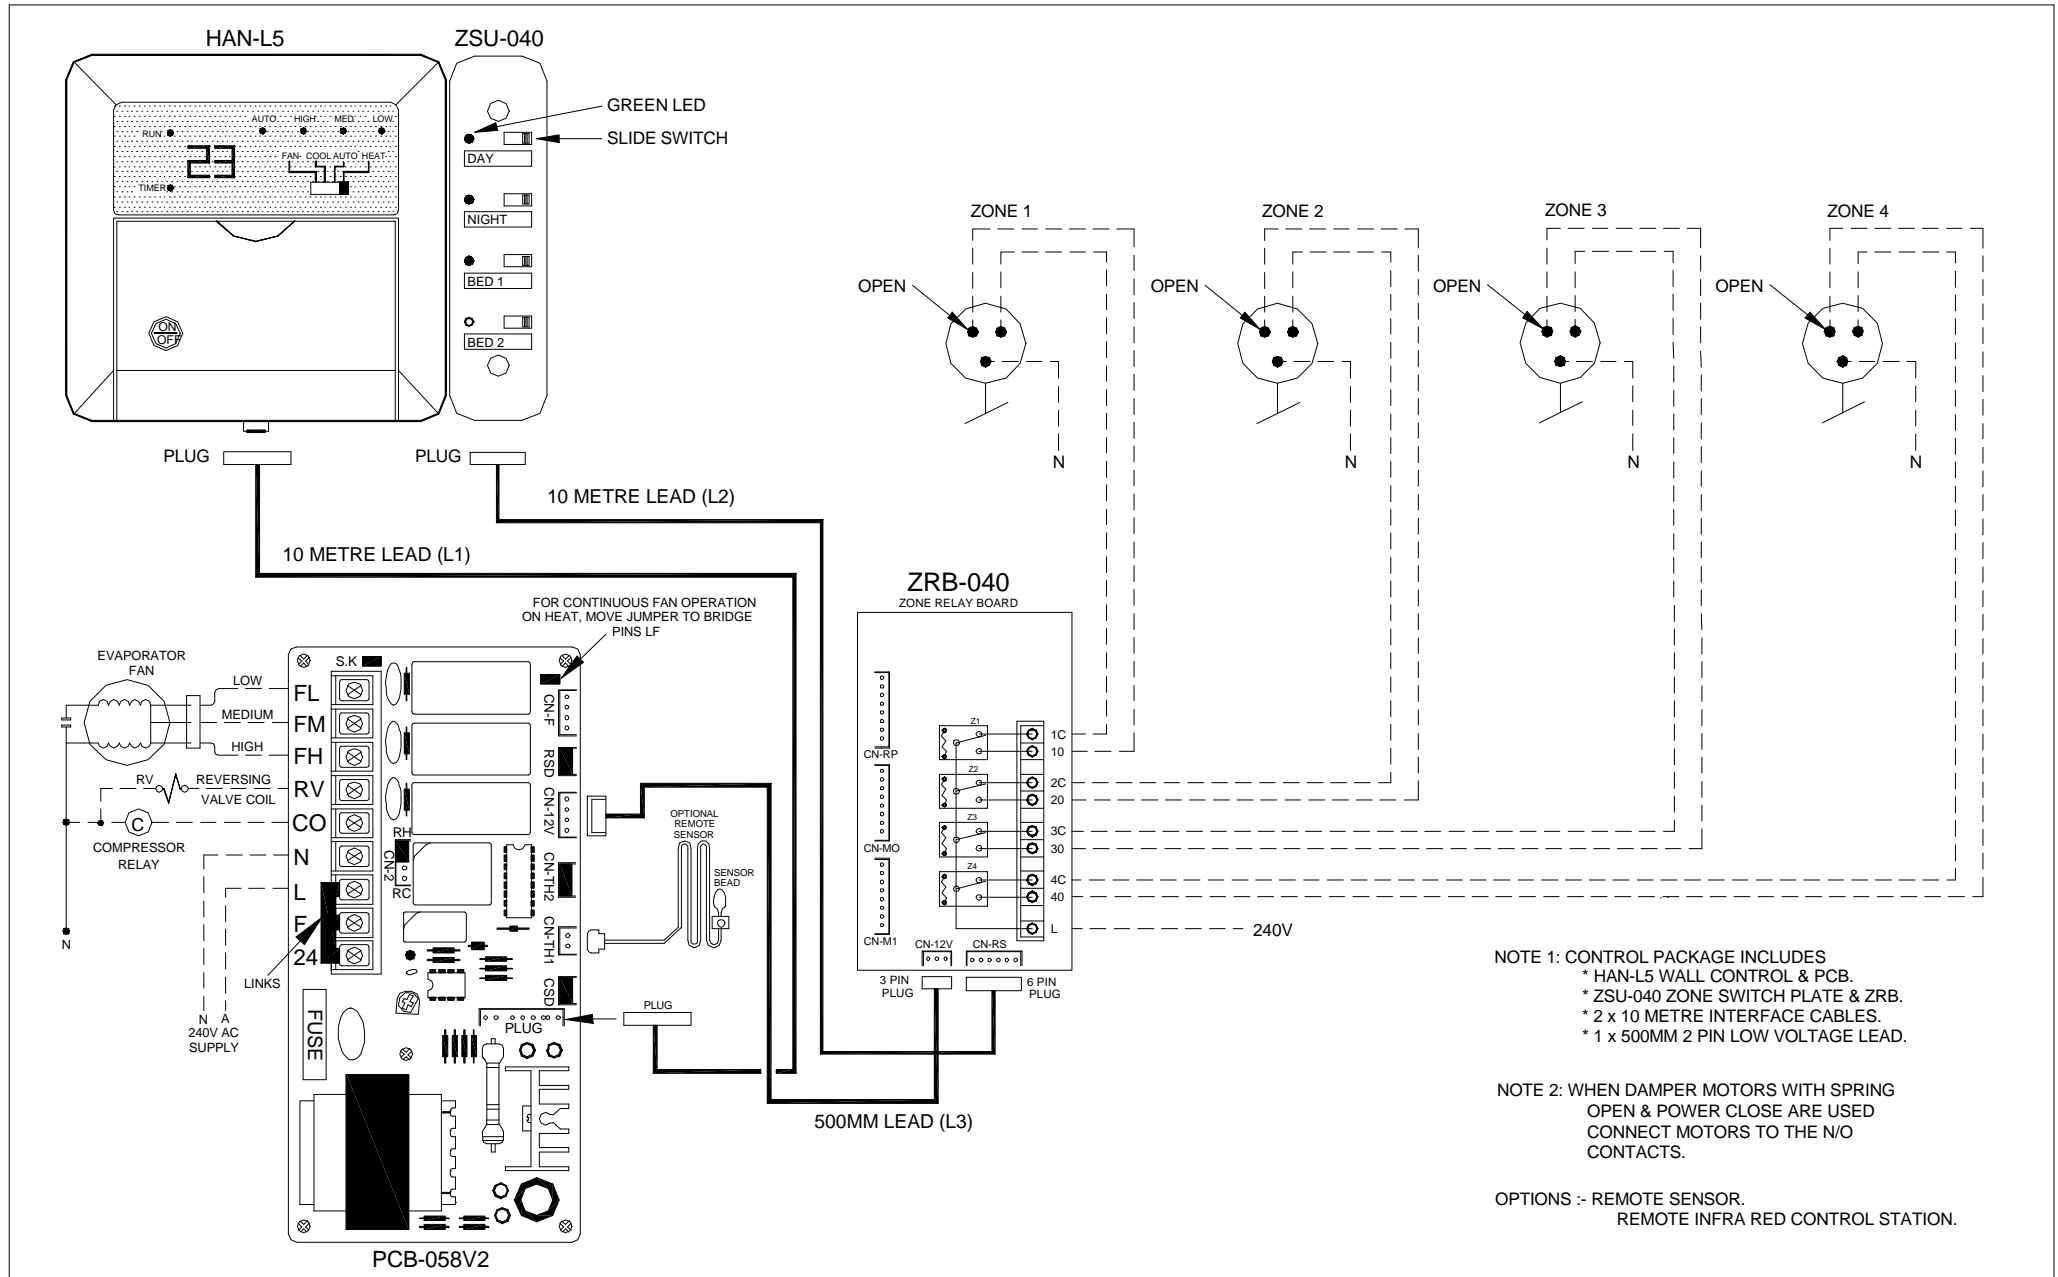 HAN-L5
ZSU-040
GREEN LED
SLIDE SWITCH
AUTO HIGH MED LOW
RUN
23
FAN- COOL AUTO HEAT-
TIMER
ON
OFF
DAY
NIGHT
BED 1
BED 2
PLUG
PLUG
10 METRE LEAD (L2)
10 METRE LEAD (L1)
ZONE 1
ZONE 2
ZONE 3
ZONE 4
OPEN
OPEN
OPEN
OPEN
N
N
N
N
FOR CONTINUOUS FAN OPERATION
ON HEAT, MOVE JUMPER TO BRIDGE
PINS LF
EVAPORATOR
FAN
LOW
MEDIUM
HIGH
RV
REVERSING
VALVE COIL
C
COMPRESSOR
RELAY
N
LINKS
N A
240V AC
SUPPLY
S.K
FL
FM
FH
RV
CO
N
L
F
24
FUSE
RH
CN-2
RC
CN-F
RSD
CN-12V
CN-TH2
CN-TH1
CSD
PLUG
PLUG
OPTIONAL
REMOTE
SENSOR
SENSOR
BEAD
PCB-058V2
500MM LEAD (L3)
ZRB-040
ZONE RELAY BOARD
CN-RP
CN-MO
CN-M1
Z1
Z2
Z3
Z4
1C
10
2C
20
3C
30
4C
40
L
240V
CN-12V
CN-RS
3 PIN
PLUG
6 PIN
PLUG
NOTE 1: CONTROL PACKAGE INCLUDES
* HAN-L5 WALL CONTROL & PCB.
* ZSU-040 ZONE SWITCH PLATE & ZRB.
* 2 x 10 METRE INTERFACE CABLES.
* 1 x 500MM 2 PIN LOW VOLTAGE LEAD.
NOTE 2: WHEN DAMPER MOTORS WITH SPRING
OPEN & POWER CLOSE ARE USED
CONNECT MOTORS TO THE N/O
CONTACTS.
OPTIONS :- REMOTE SENSOR.
REMOTE INFRA RED CONTROL STATION.